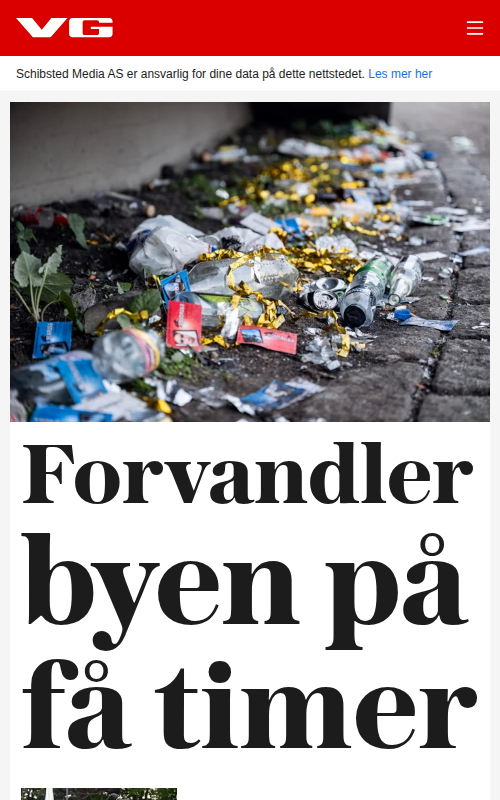 VG
Schibsted Media AS er ansvarlig for dine data på dette nettstedet. Les mer her
Forvandler
byen på
få timer